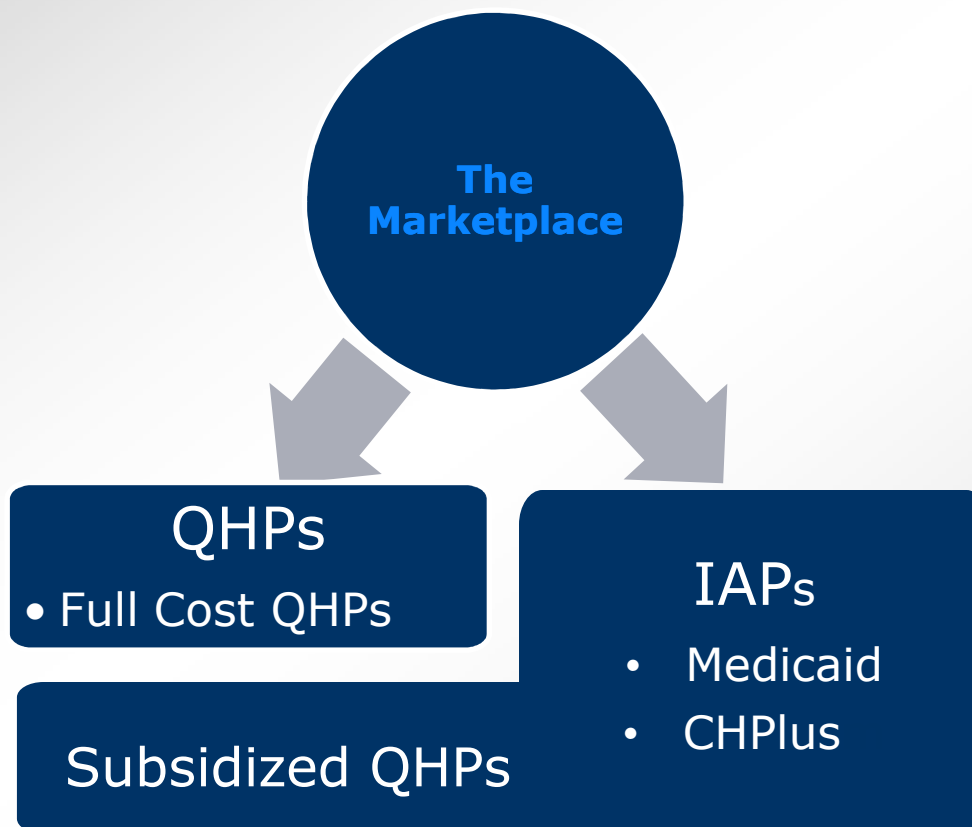 The
Marketplace
QHPs
• Full Cost QHPs
IAPs
• Medicaid
• CHPlus
Subsidized QHPs